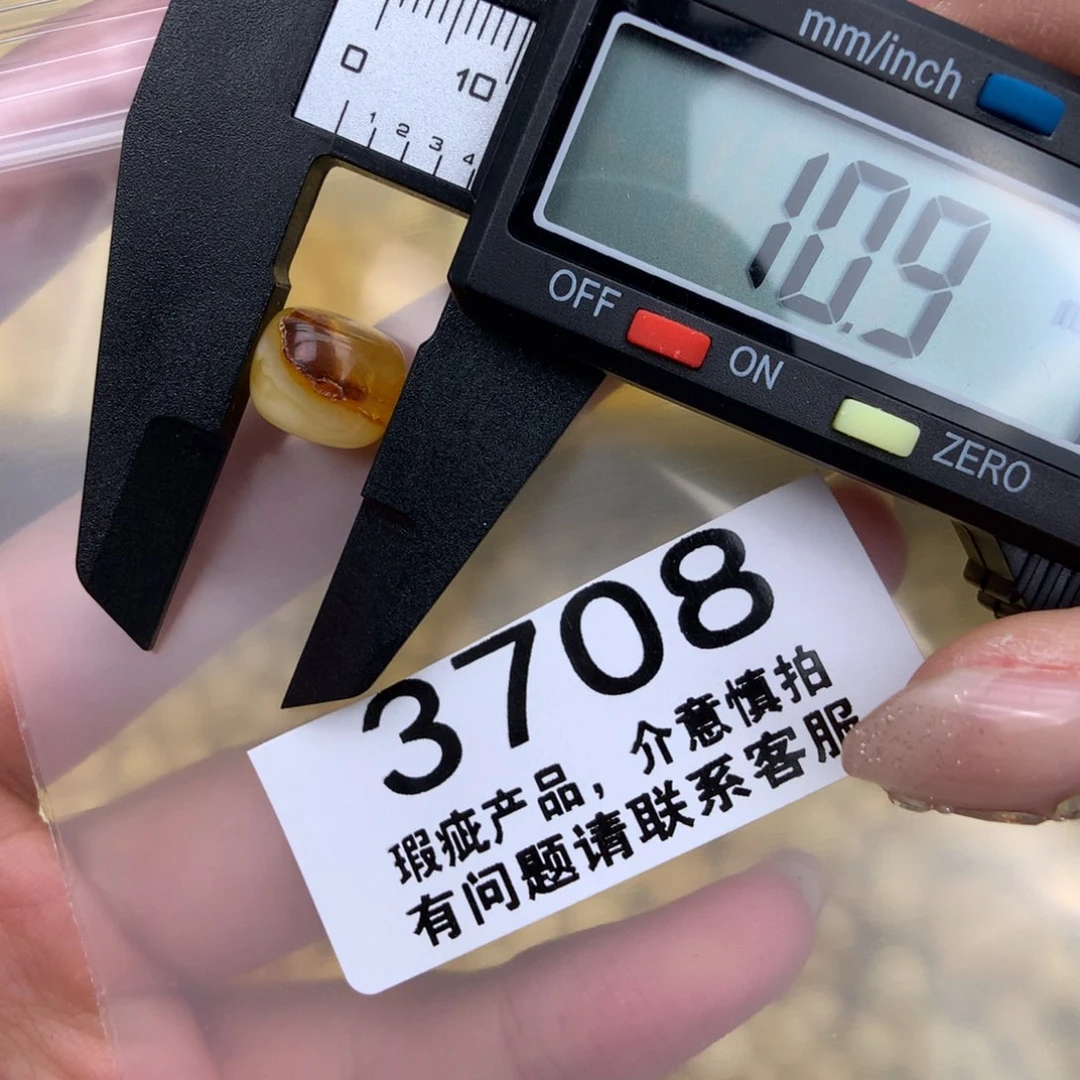 mm/inch
0 10
1 2 3 4
10.9
OFF ON ZERO
3708
瑕疵产品，介意慎拍
有问题请联系客服